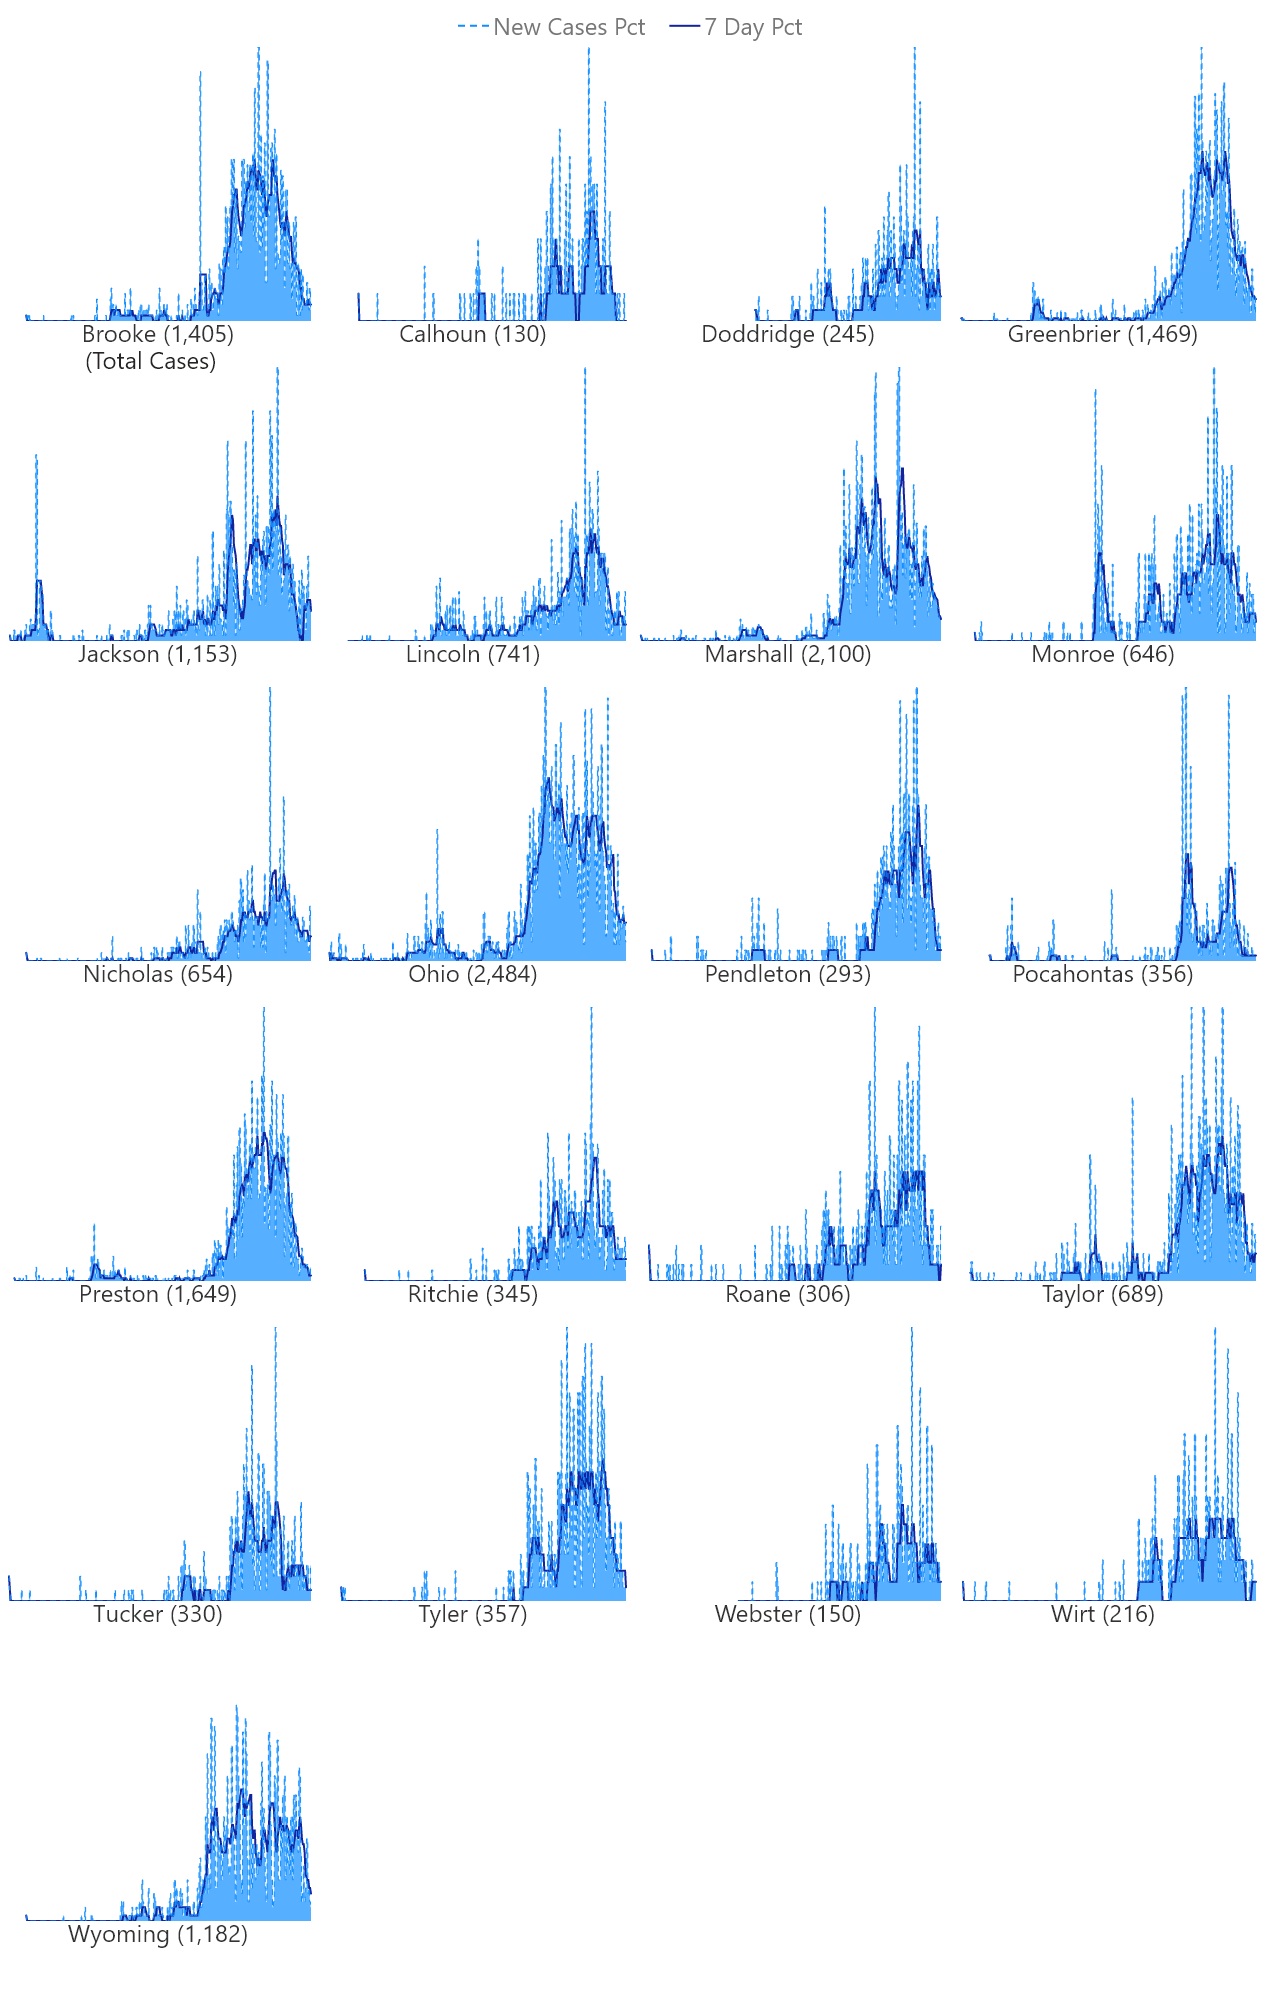 New Cases Pct 7 Day Pct
Brooke (1,405) Calhoun (130) Doddridge (245) Greenbrier (1,469)
(Total Cases)
Jackson (1,153) Lincoln (741) Marshall (2,100) Monroe (646)
Nicholas (654) Ohio (2,484) Pendleton (293) Pocahontas (356)
Preston (1,649) Ritchie (345) Roane (306) Taylor (689)
Tucker (330) Tyler (357) Webster (150) Wirt (216)
Wyoming (1,182)